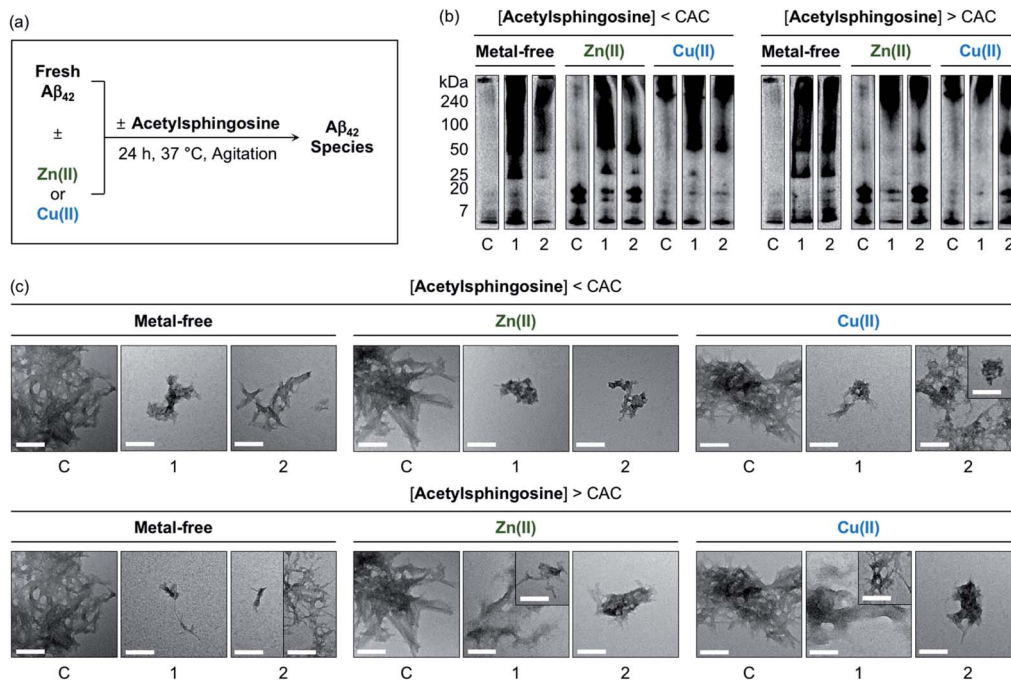 (a)
Fresh
Aβ42
±
Zn(II)
or
Cu(II)
± Acetylsphingosine
24 h, 37 °C, Agitation
Aβ42
Species
(b)
[Acetylsphingosine] < CAC
[Acetylsphingosine] > CAC
Metal-free Zn(II) Cu(II)
Metal-free Zn(II) Cu(II)
kDa
240
100
50
25
20
7
C 1 2 C 1 2 C 1 2
C 1 2 C 1 2 C 1 2
(c)
[Acetylsphingosine] < CAC
Metal-free Zn(II) Cu(II)
C 1 2 C 1 2 C 1 2
[Acetylsphingosine] > CAC
Metal-free Zn(II) Cu(II)
C 1 2 C 1 2 C 1 2